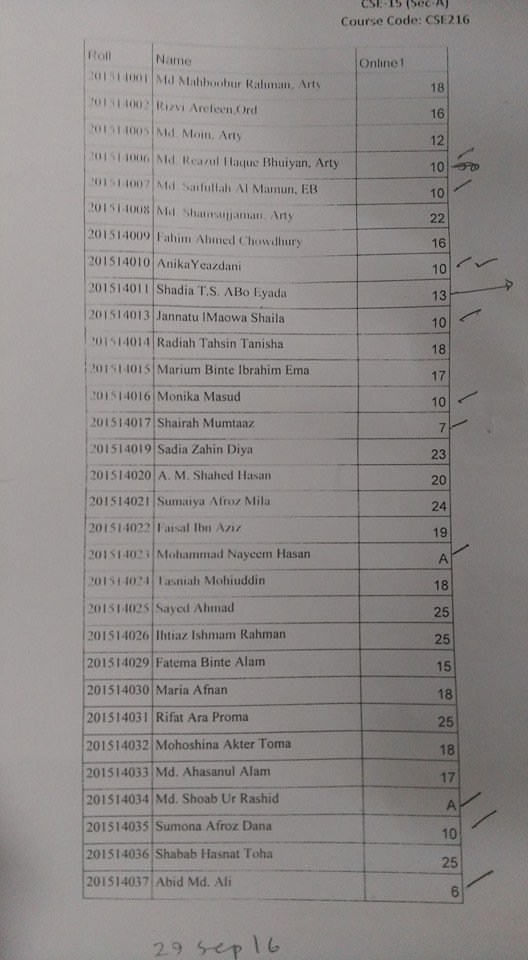 CSE-15 (Sec-A)
Course Code: CSE216
Roll Name Online1
201514001 Md Mahboobur Rahman, Arty 18
201514002 Rizvi Arefeen,Ord 16
201514005 Md. Moin, Arty 12
201514006 Md. Reazul Haque Bhuiyan, Arty 10
201514007 Md. Saifullah Al Mamun, EB 10
201514008 Md. Shamsujjaman, Arty 22
201514009 Fahim Ahmed Chowdhury 16
201514010 AnikaYeazdani 10
201514011 Shadia T.S. ABo Eyada 13
201514013 Jannatu lMaowa Shaila 10
201514014 Radiah Tahsin Tanisha 18
201514015 Marium Binte Ibrahim Ema 17
201514016 Monika Masud 10
201514017 Shairah Mumtaaz 7
201514019 Sadia Zahin Diya 23
201514020 A. M. Shahed Hasan 20
201514021 Sumaiya Afroz Mila 24
201514022 Faisal Ibn Aziz 19
201514023 Mohammad Nayeem Hasan A
201514024 Tasniah Mohiuddin 18
201514025 Sayed Ahmad 25
201514026 Ihtiaz Ishmam Rahman 25
201514029 Fatema Binte Alam 15
201514030 Maria Afnan 18
201514031 Rifat Ara Proma 25
201514032 Mohoshina Akter Toma 18
201514033 Md. Ahasanul Alam 17
201514034 Md. Shoab Ur Rashid A
201514035 Sumona Afroz Dana 10
201514036 Shabab Hasnat Toha 25
201514037 Abid Md. Ali 6
29 Sep 16